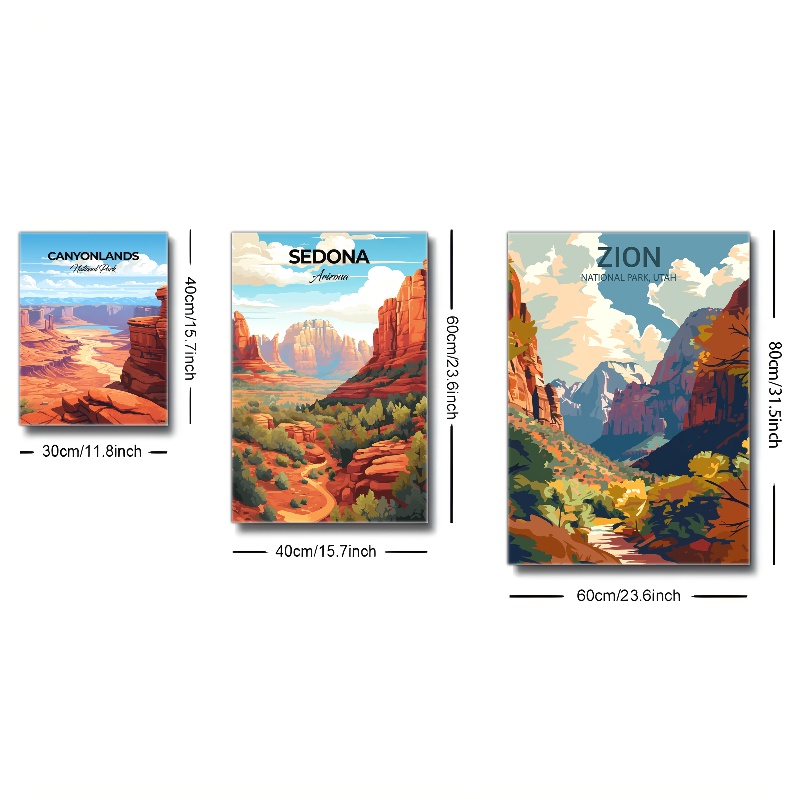 CANYONLANDS
National Park
40cm/15.7inch
30cm/11.8inch
SEDONA
Arizona
60cm/23.6inch
40cm/15.7inch
ZION
NATIONAL PARK, UTAH
80cm/31.5inch
60cm/23.6inch